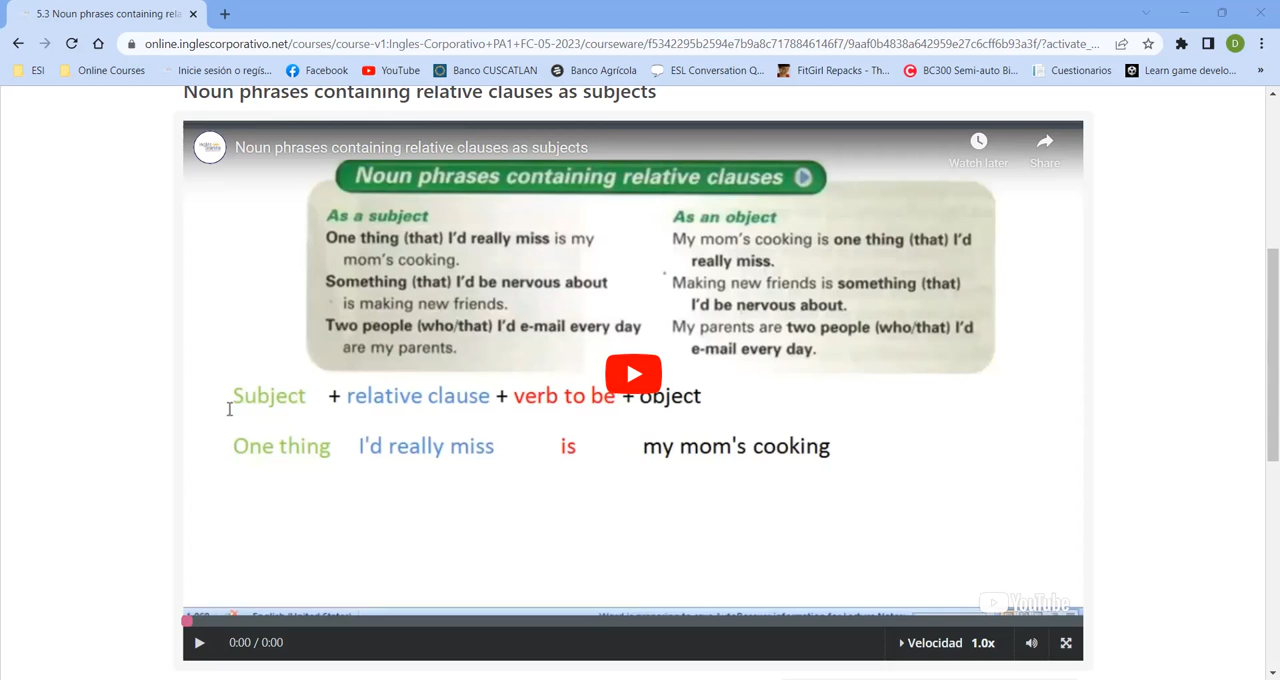 5.3 Noun phrases containing rela
online.inglescorporativo.net/courses/course-v1:Ingles-Corporativo+PA1+FC-05-2023/courseware/f5342295b2594e7b9a8c7178846146f7/9aaf0b4838a642959e27c6cff6b93a3f/?activate_...
D
ESI
Online Courses
Inicie sesión o regís...
Facebook
YouTube
Banco CUSCATLAN
Banco Agrícola
ESL Conversation Q...
FitGirl Repacks - Th...
BC300 Semi-auto Bi...
Cuestionarios
Learn game develo...
»
Noun phrases containing relative clauses as subjects
Noun phrases containing relative clauses as subjects
Watch later
Share
Noun phrases containing relative clauses
As a subject
One thing (that) I'd really miss is my
mom's cooking.
Something (that) I'd be nervous about
is making new friends.
Two people (who/that) I'd e-mail every day
are my parents.
As an object
My mom's cooking is one thing (that) I'd
really miss.
Making new friends is something (that)
I'd be nervous about.
My parents are two people (who/that) I'd
e-mail every day.
Subject + relative clause + verb to be + object
One thing I'd really miss is my mom's cooking
English (United States)
YouTube
0:00 / 0:00
Velocidad 1.0x